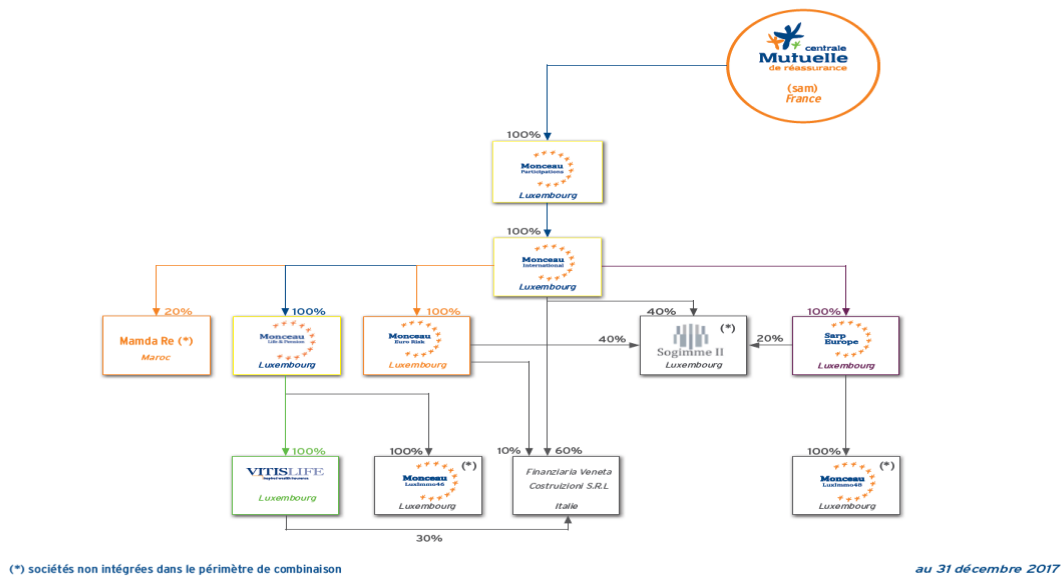 centrale
Mutuelle
de réassurance
(sam)
France
100%
Monceau
Participations
Luxembourg
100%
Monceau
International
Luxembourg
20%
100%
100%
40%
100%
Mamda Re (*)
Maroc
Monceau
Life & Pension
Luxembourg
Monceau
Euro Risk
Luxembourg
40%
(*)
Sogimme II
Luxembourg
20%
Sarp
Europe
Luxembourg
100%
100%
10%
60%
100%
VITISLIFE
Luxembourg
(*)
Monceau
LuxImmo46
Luxembourg
Finanziaria Veneta
Costruizioni S.R.L
Italie
(*)
Monceau
LuxImmo48
Luxembourg
30%
(*) sociétés non intégrées dans le périmètre de combinaison
au 31 décembre 2017